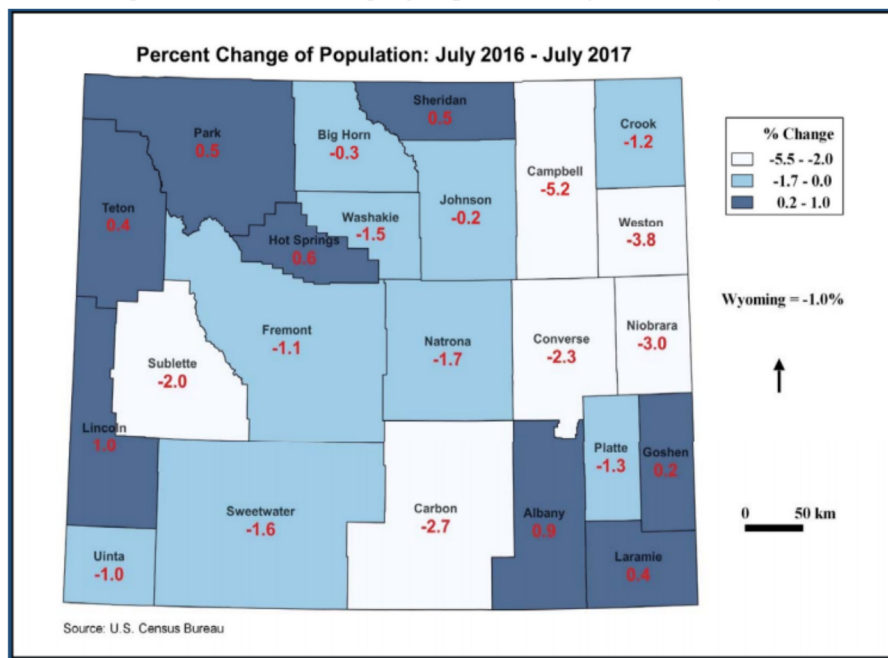 Percent Change of Population: July 2016 - July 2017
Sheridan
0.5
Park
0.5
Big Horn
-0.3
Crook
-1.2
Campbell
-5.2
Johnson
-0.2
Teton
0.4
Washakie
-1.5
Hot Springs
0.6
Weston
-3.8
Fremont
-1.1
Natrona
-1.7
Converse
-2.3
Niobrara
-3.0
Sublette
-2.0
Lincoln
1.0
Platte
-1.3
Goshen
0.2
Sweetwater
-1.6
Carbon
-2.7
Albany
0.9
Uinta
-1.0
Laramie
0.4
% Change
-5.5 - -2.0
-1.7 - 0.0
0.2 - 1.0
Wyoming = -1.0%
0 50 km
Source: U.S. Census Bureau